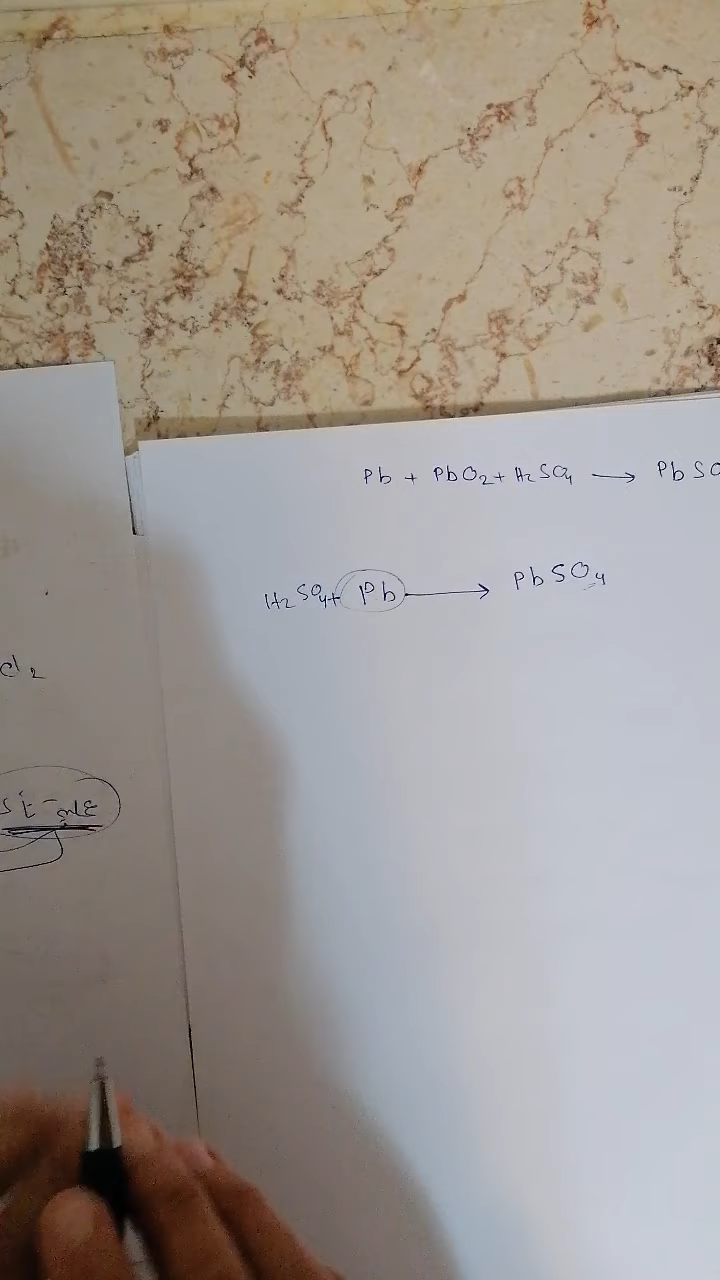 Pb + PbO₂ + H₂SO₄ → PbSO
H₂SO₄ + Pb → PbSO₄